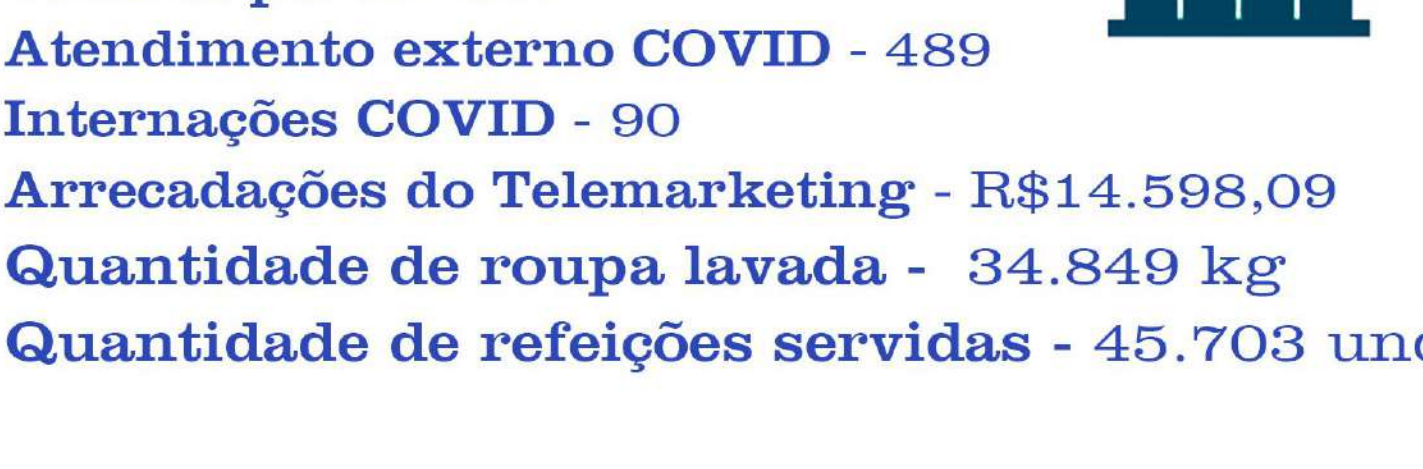 Atendimento externo COVID - 489
Internações COVID - 90
Arrecadações do Telemarketing - R$14.598,09
Quantidade de roupa lavada - 34.849 kg
Quantidade de refeições servidas - 45.703